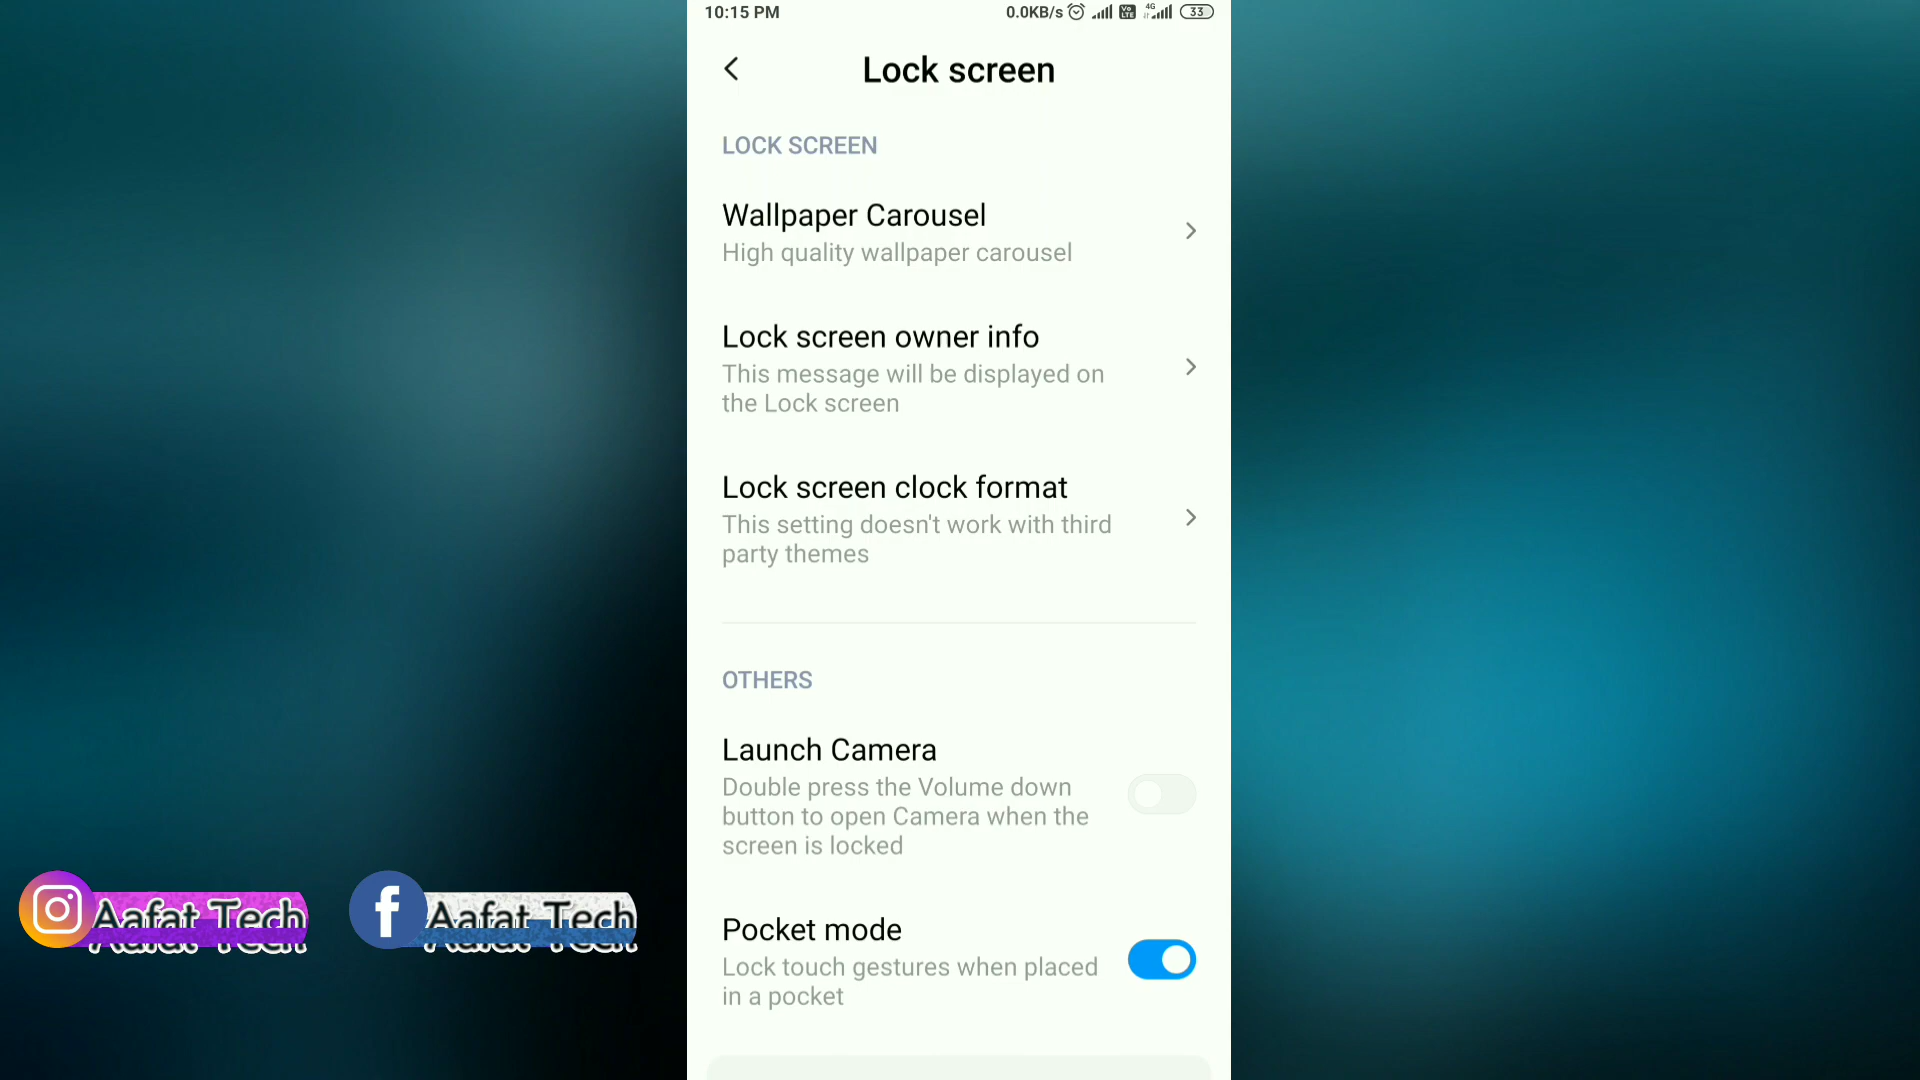 10:15 PM 0.0KB/s Vo LTE 4G 33
Lock screen
LOCK SCREEN
Wallpaper Carousel
High quality wallpaper carousel
Lock screen owner info
This message will be displayed on
the Lock screen
Lock screen clock format
This setting doesn't work with third
party themes
OTHERS
Launch Camera
Double press the Volume down
button to open Camera when the
screen is locked
Pocket mode
Lock touch gestures when placed
in a pocket
Aafat Tech
Aafat Tech